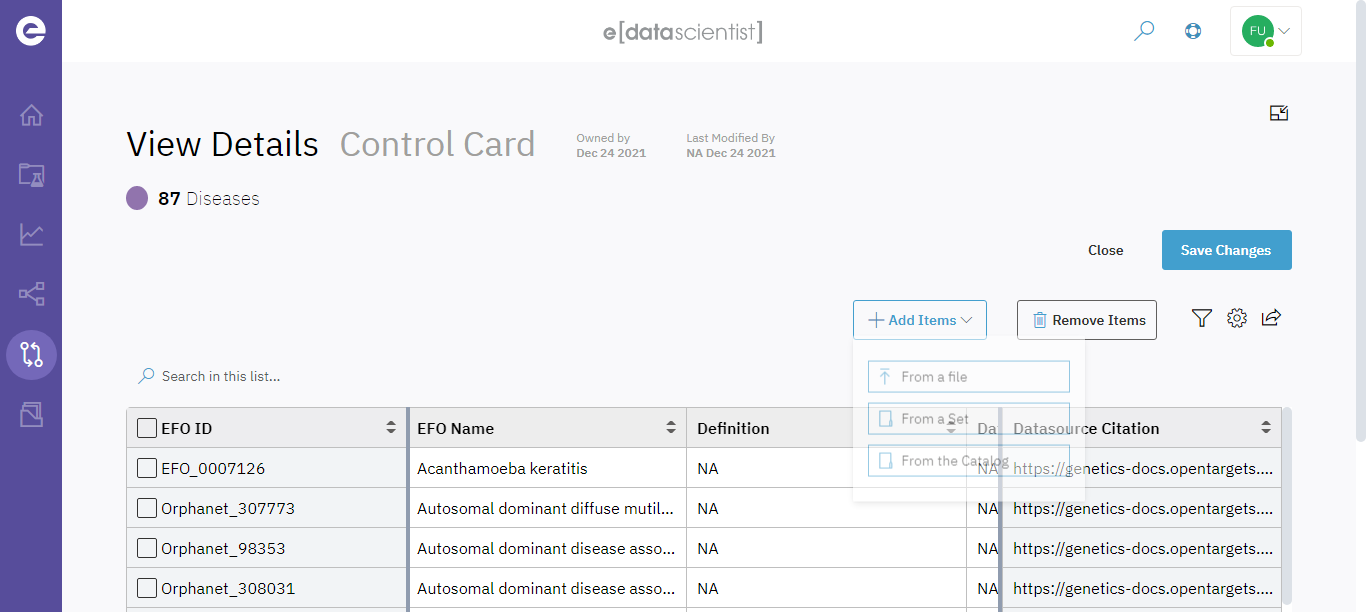 e[datascientist]
FU
View Details Control Card
Owned by
Dec 24 2021
Last Modified By
NA Dec 24 2021
87 Diseases
Close
Save Changes
Add Items
Remove Items
From a file
From a Set
From the Catalog
Search in this list...
EFO ID EFO Name Definition Da Datasource Citation
EFO_0007126 Acanthamoeba keratitis NA NA https://genetics-docs.opentargets....
Orphanet_307773 Autosomal dominant diffuse mutil... NA NA https://genetics-docs.opentargets....
Orphanet_98353 Autosomal dominant disease asso... NA NA https://genetics-docs.opentargets....
Orphanet_308031 Autosomal dominant disease asso... NA NA https://genetics-docs.opentargets....